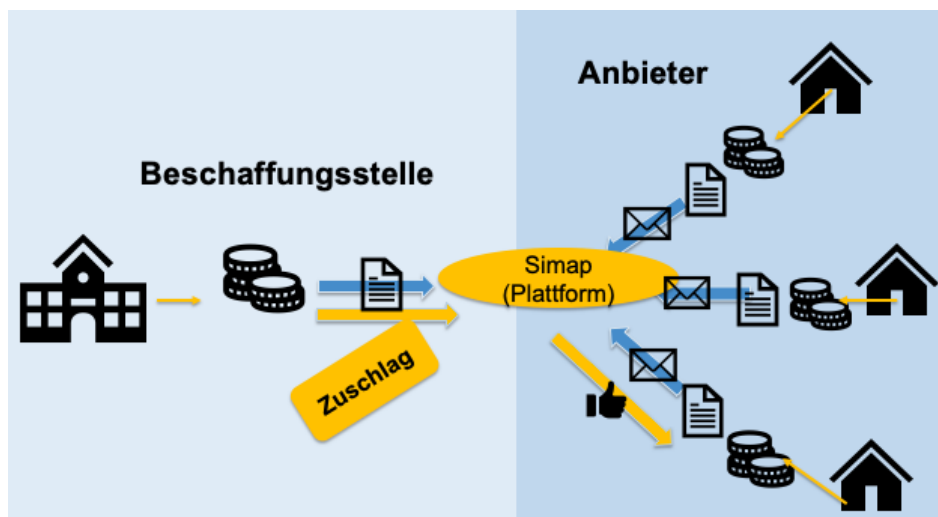 Anbieter
Beschaffungsstelle
Simap
(Plattform)
Zuschlag